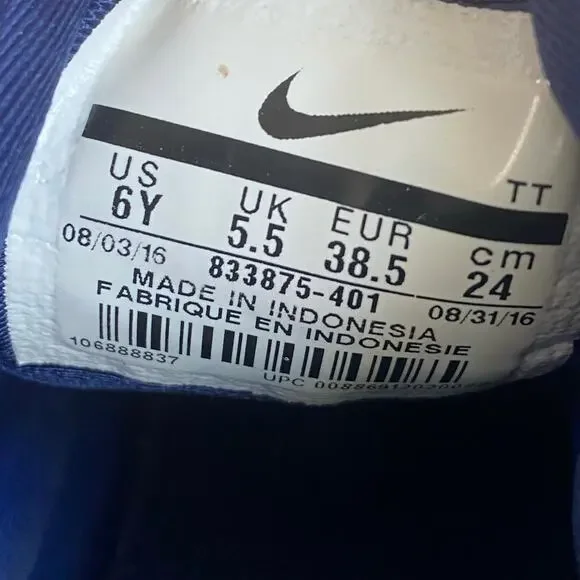 TT
US UK EUR cm
6Y 5.5 38.5 24
08/03/16 833875-401 08/31/16
MADE IN INDONESIA
FABRIQUE EN INDONESIE
106888837
UPC